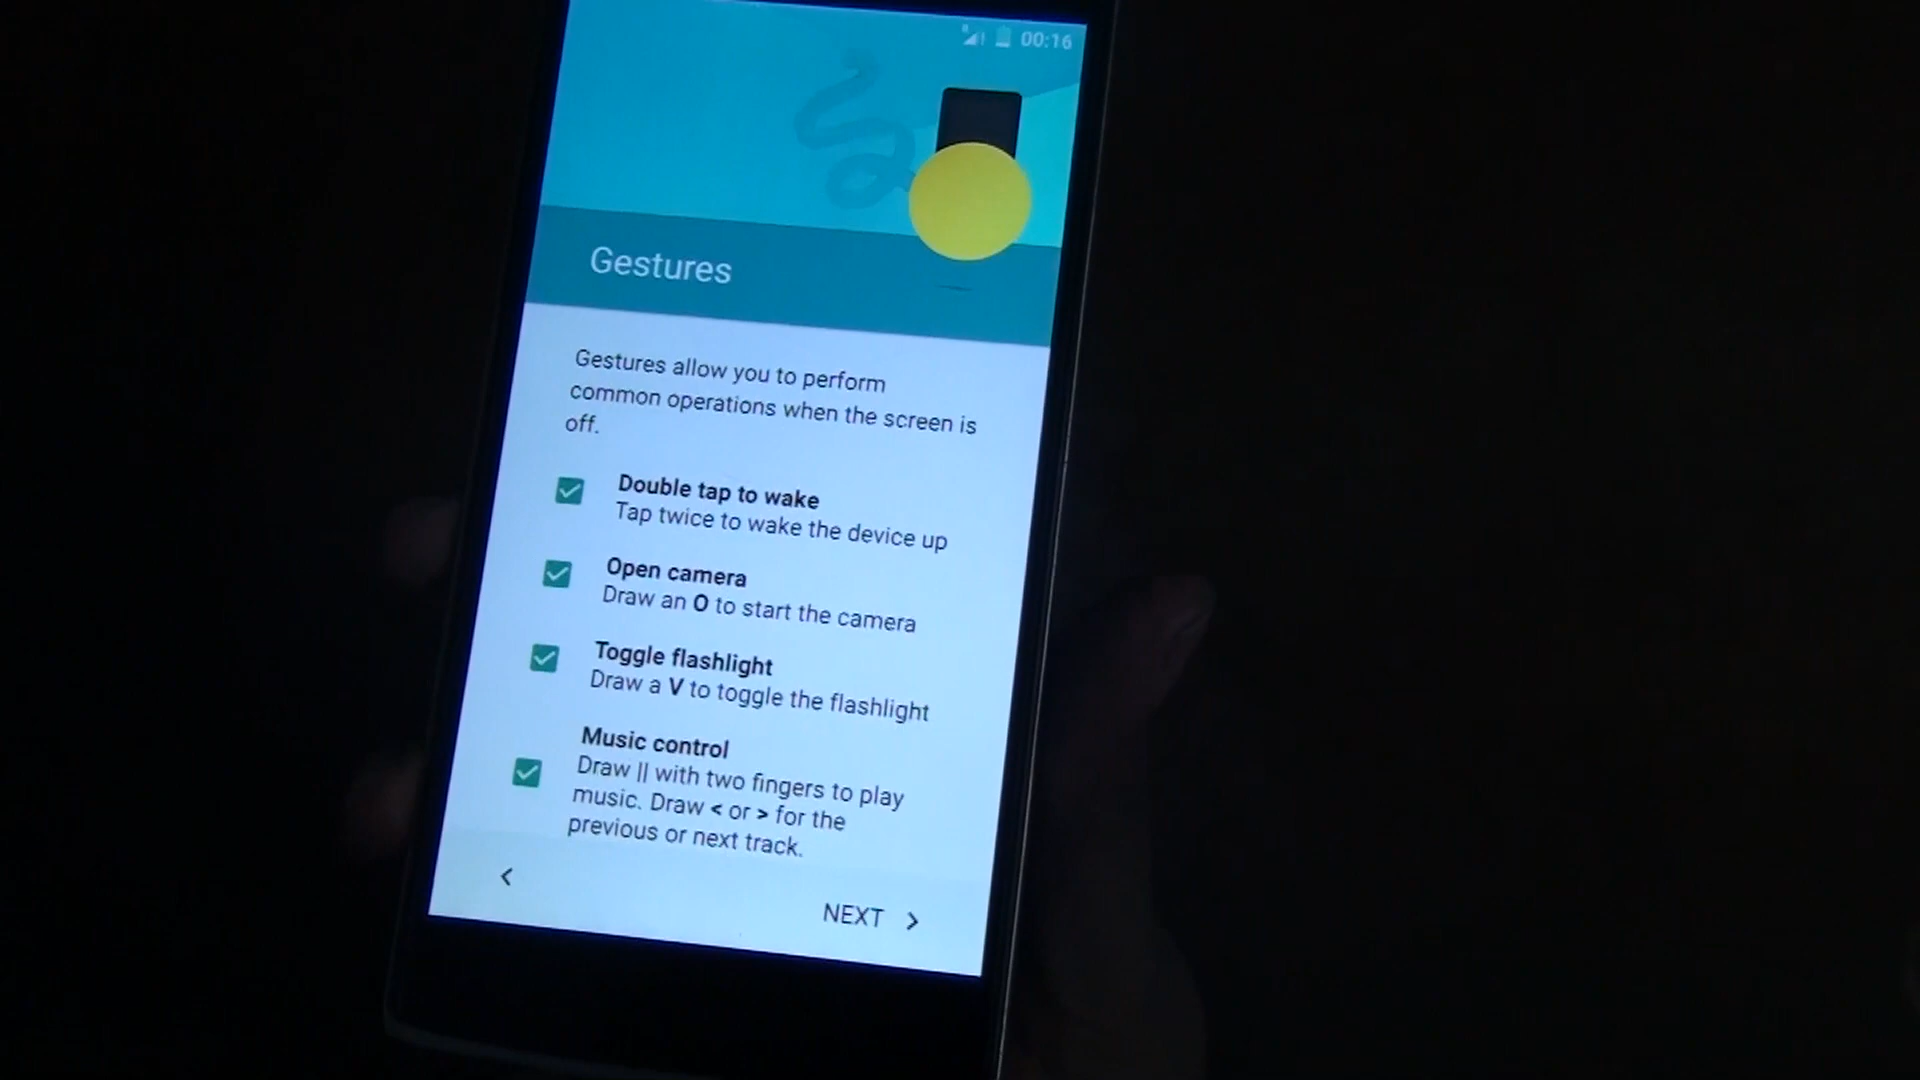 00:16
Gestures
Gestures allow you to perform
common operations when the screen is
off.
Double tap to wake
Tap twice to wake the device up
Open camera
Draw an O to start the camera
Toggle flashlight
Draw a V to toggle the flashlight
Music control
Draw || with two fingers to play
music. Draw < or > for the
previous or next track.
NEXT